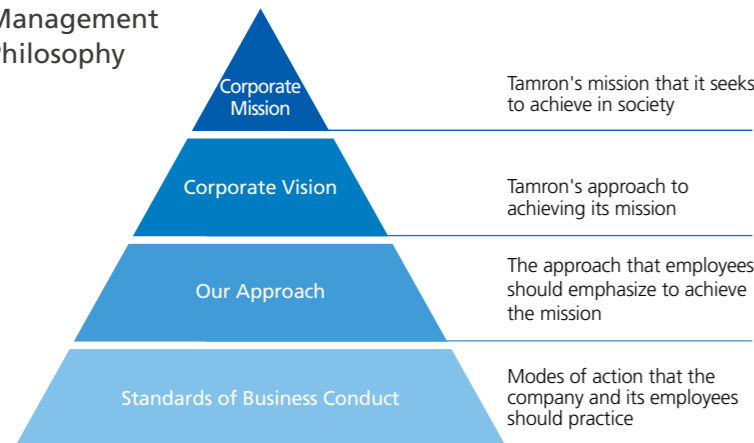 Management
Philosophy
Corporate
Mission
Tamron's mission that it seeks
to achieve in society
Corporate Vision
Tamron's approach to
achieving its mission
Our Approach
The approach that employees
should emphasize to achieve
the mission
Standards of Business Conduct
Modes of action that the
company and its employees
should practice